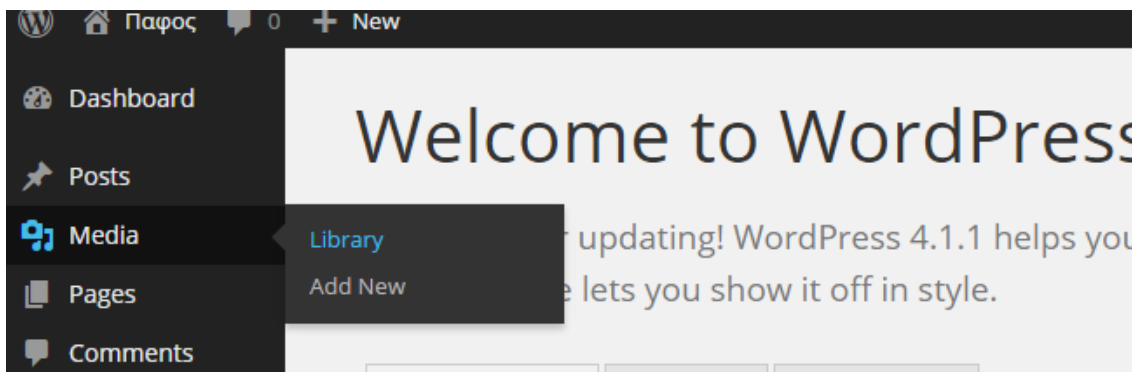 Παφος 0 New
Dashboard
Welcome to WordPress
Posts
Media
Library
updating! WordPress 4.1.1 helps you
Add New
lets you show it off in style.
Pages
Comments